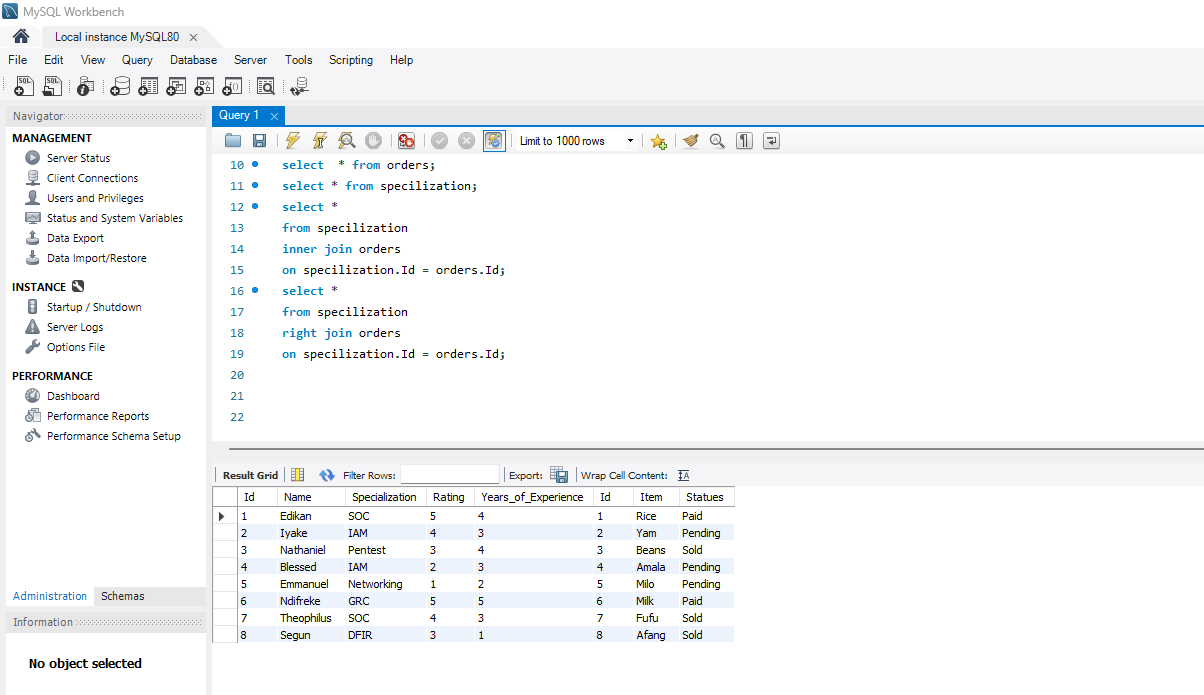 MySQL Workbench
Local instance MySQL80
File Edit View Query Database Server Tools Scripting Help
Navigator
MANAGEMENT
Server Status
Client Connections
Users and Privileges
Status and System Variables
Data Export
Data Import/Restore
INSTANCE
Startup / Shutdown
Server Logs
Options File
PERFORMANCE
Dashboard
Performance Reports
Performance Schema Setup
Administration Schemas
Information
No object selected
Query 1
Limit to 1000 rows
10 select * from orders;
11 select * from specilization;
12 select *
13 from specilization
14 inner join orders
15 on specilization.Id = orders.Id;
16 select *
17 from specilization
18 right join orders
19 on specilization.Id = orders.Id;
20
21
22
Result Grid Filter Rows: Export: Wrap Cell Content:
Id Name Specialization Rating Years_of_Experience Id Item Statues
1 Edikan SOC 5 4 1 Rice Paid
2 Iyake IAM 4 3 2 Yam Pending
3 Nathaniel Pentest 3 4 3 Beans Sold
4 Blessed IAM 2 3 4 Amala Pending
5 Emmanuel Networking 1 2 5 Milo Pending
6 Ndifreke GRC 5 5 6 Milk Paid
7 Theophilus SOC 4 3 7 Fufu Sold
8 Segun DFIR 3 1 8 Afang Sold